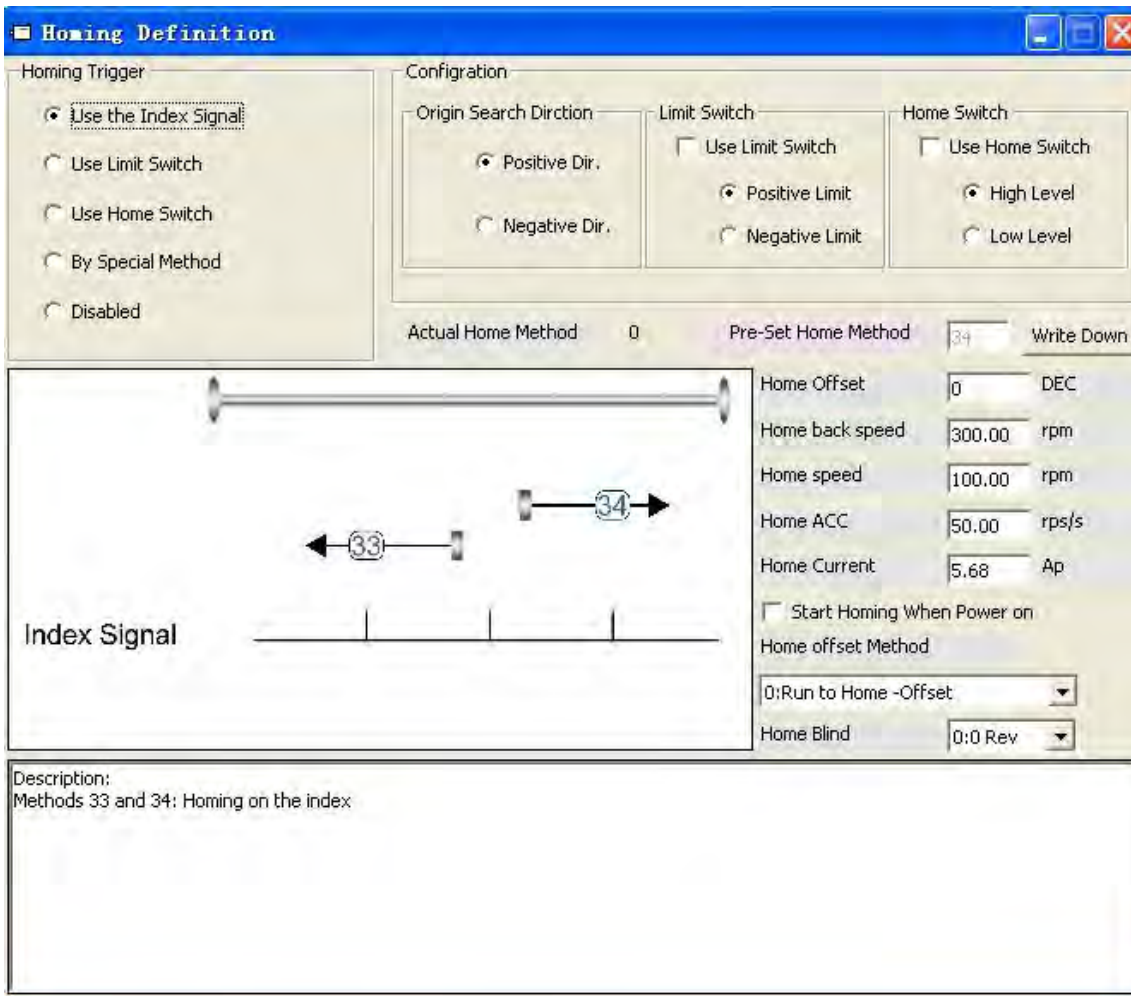 Homing Definition
Homing Trigger
Use the Index Signal
Use Limit Switch
Use Home Switch
By Special Method
Disabled
Configration
Origin Search Dirction
Positive Dir.
Negative Dir.
Limit Switch
Use Limit Switch
Positive Limit
Negative Limit
Home Switch
Use Home Switch
High Level
Low Level
Actual Home Method 0 Pre-Set Home Method 34 Write Down
34
33
Index Signal
Home Offset 0 DEC
Home back speed 300.00 rpm
Home speed 100.00 rpm
Home ACC 50.00 rps/s
Home Current 5.68 Ap
Start Homing When Power on
Home offset Method
0:Run to Home -Offset
Home Blind 0:0 Rev
Description:
Methods 33 and 34: Homing on the index